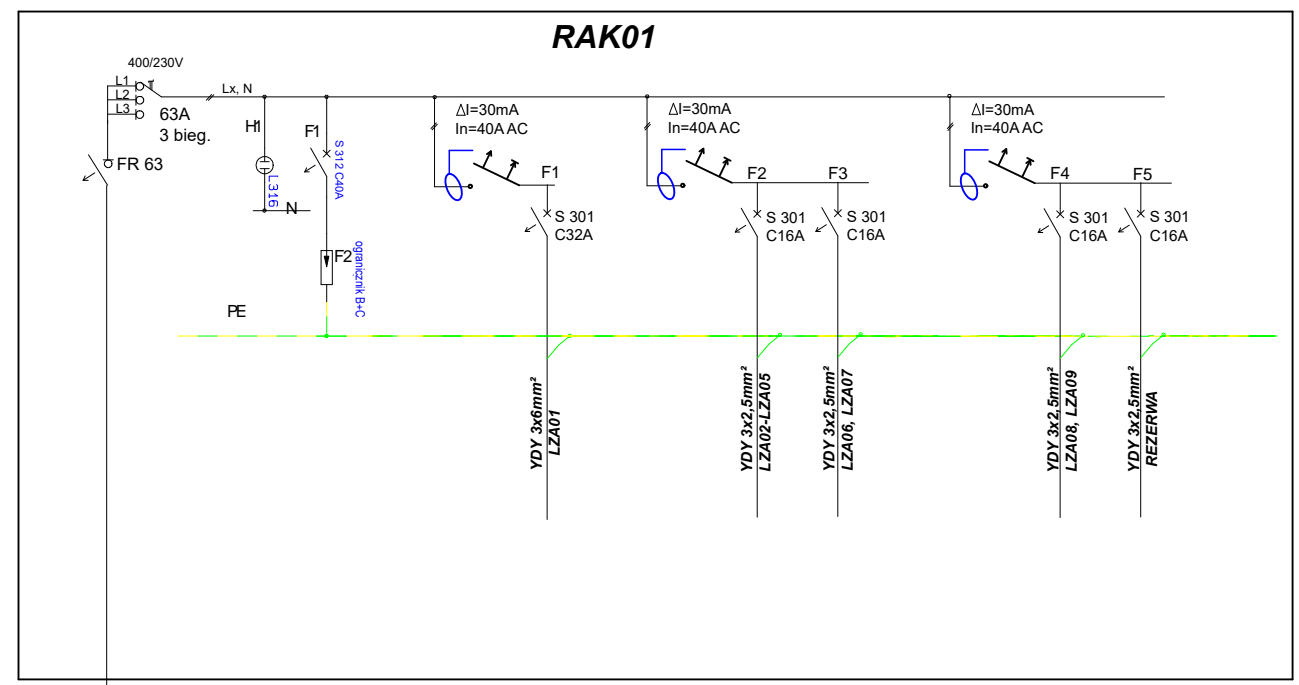 RAK01
400/230V
L1
L2
L3
63A
3 bieg.
FR 63
Lx, N
H1
L316
N
F1
S 312 C40A
F2
ogranicznik B+C
PE
ΔI=30mA
In=40A AC
F1
S 301
C32A
YDY 3x6mm²
LZA01
ΔI=30mA
In=40A AC
F2
S 301
C16A
YDY 3x2,5mm²
LZA02-LZA05
F3
S 301
C16A
YDY 3x2,5mm²
LZA06, LZA07
ΔI=30mA
In=40A AC
F4
S 301
C16A
YDY 3x2,5mm²
LZA08, LZA09
F5
S 301
C16A
YDY 3x2,5mm²
REZERWA